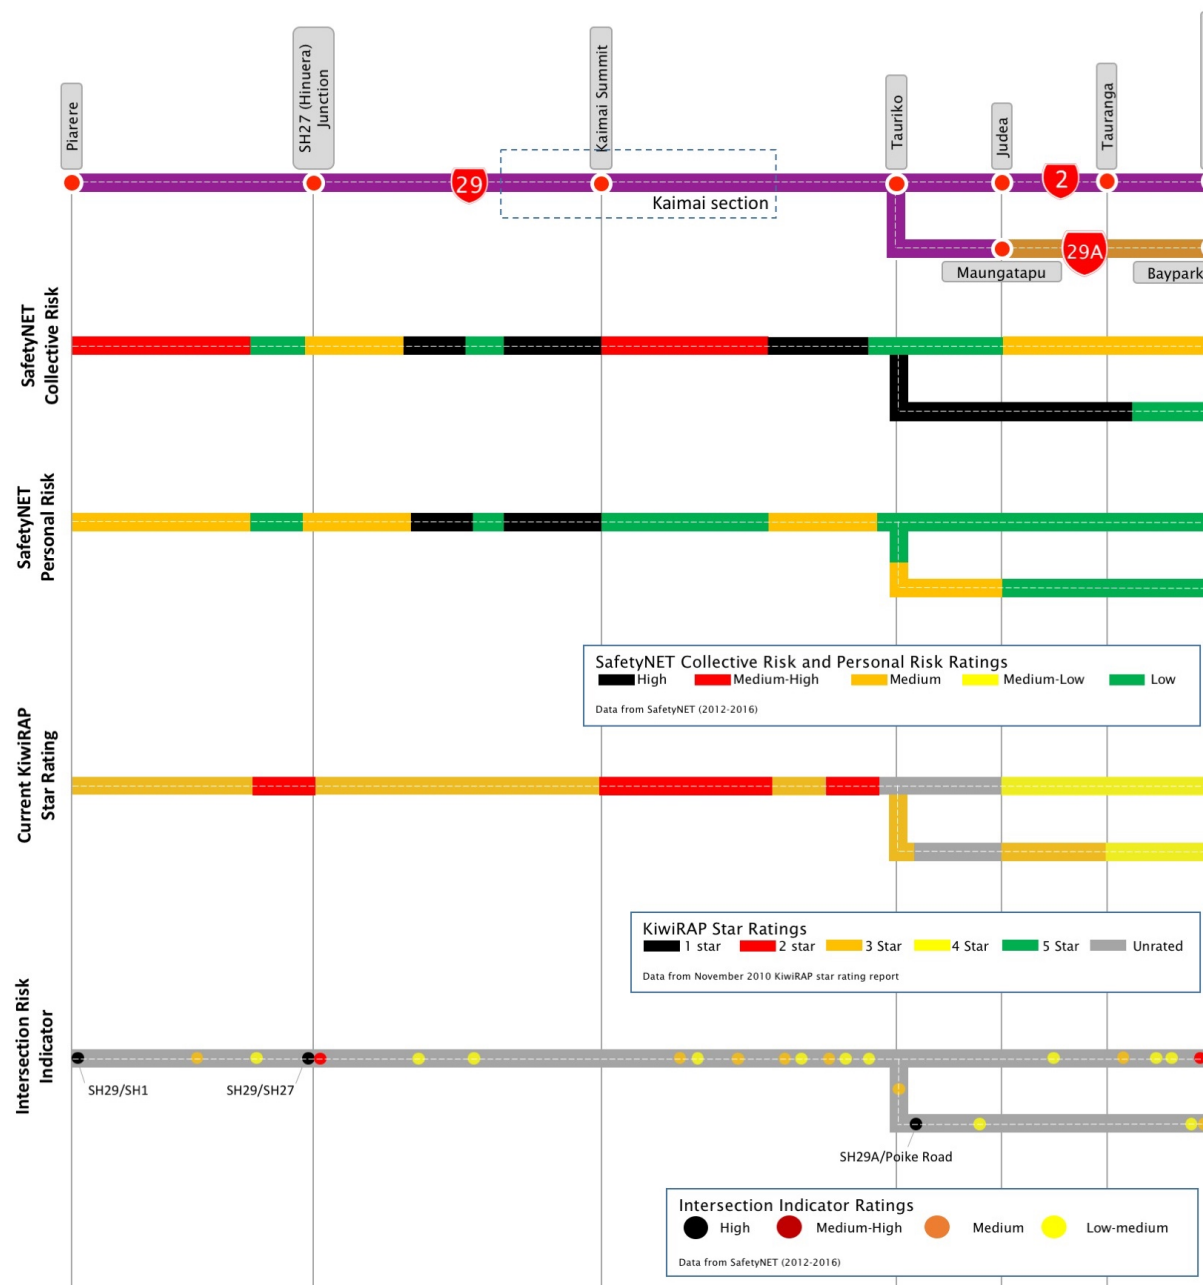 Piarere
SH27 (Hinuera)
Junction
Kaimai Summit
Tauriko
Judea
Tauranga
29
2
Kaimai section
29A
Maungatapu
Baypark
SafetyNET
Collective Risk
SafetyNET
Personal Risk
SafetyNET Collective Risk and Personal Risk Ratings
High Medium-High Medium Medium-Low Low
Data from SafetyNET (2012-2016)
Current KiwiRAP
Star Rating
KiwiRAP Star Ratings
1 star 2 star 3 Star 4 Star 5 Star Unrated
Data from November 2010 KiwiRAP star rating report
Intersection Risk
Indicator
SH29/SH1
SH29/SH27
SH29A/Poike Road
Intersection Indicator Ratings
High Medium-High Medium Low-medium
Data from SafetyNET (2012-2016)